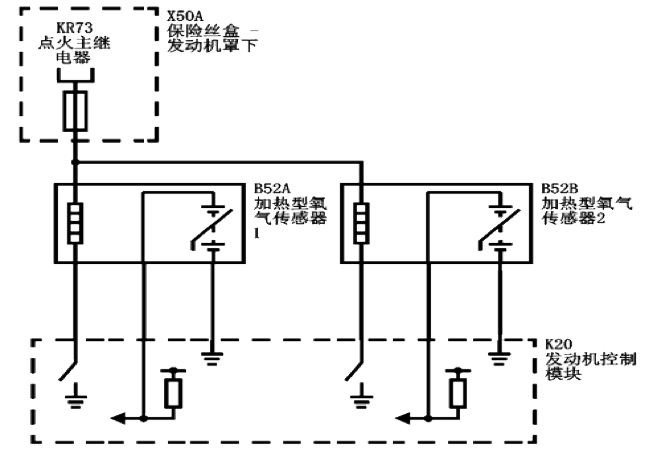 KR73
点火主继
电器
X50A
保险丝盒 -
发动机罩下
B52A
加热型氧
气传感器
1
B52B
加热型氧气
传感器2
K20
发动机控制
模块